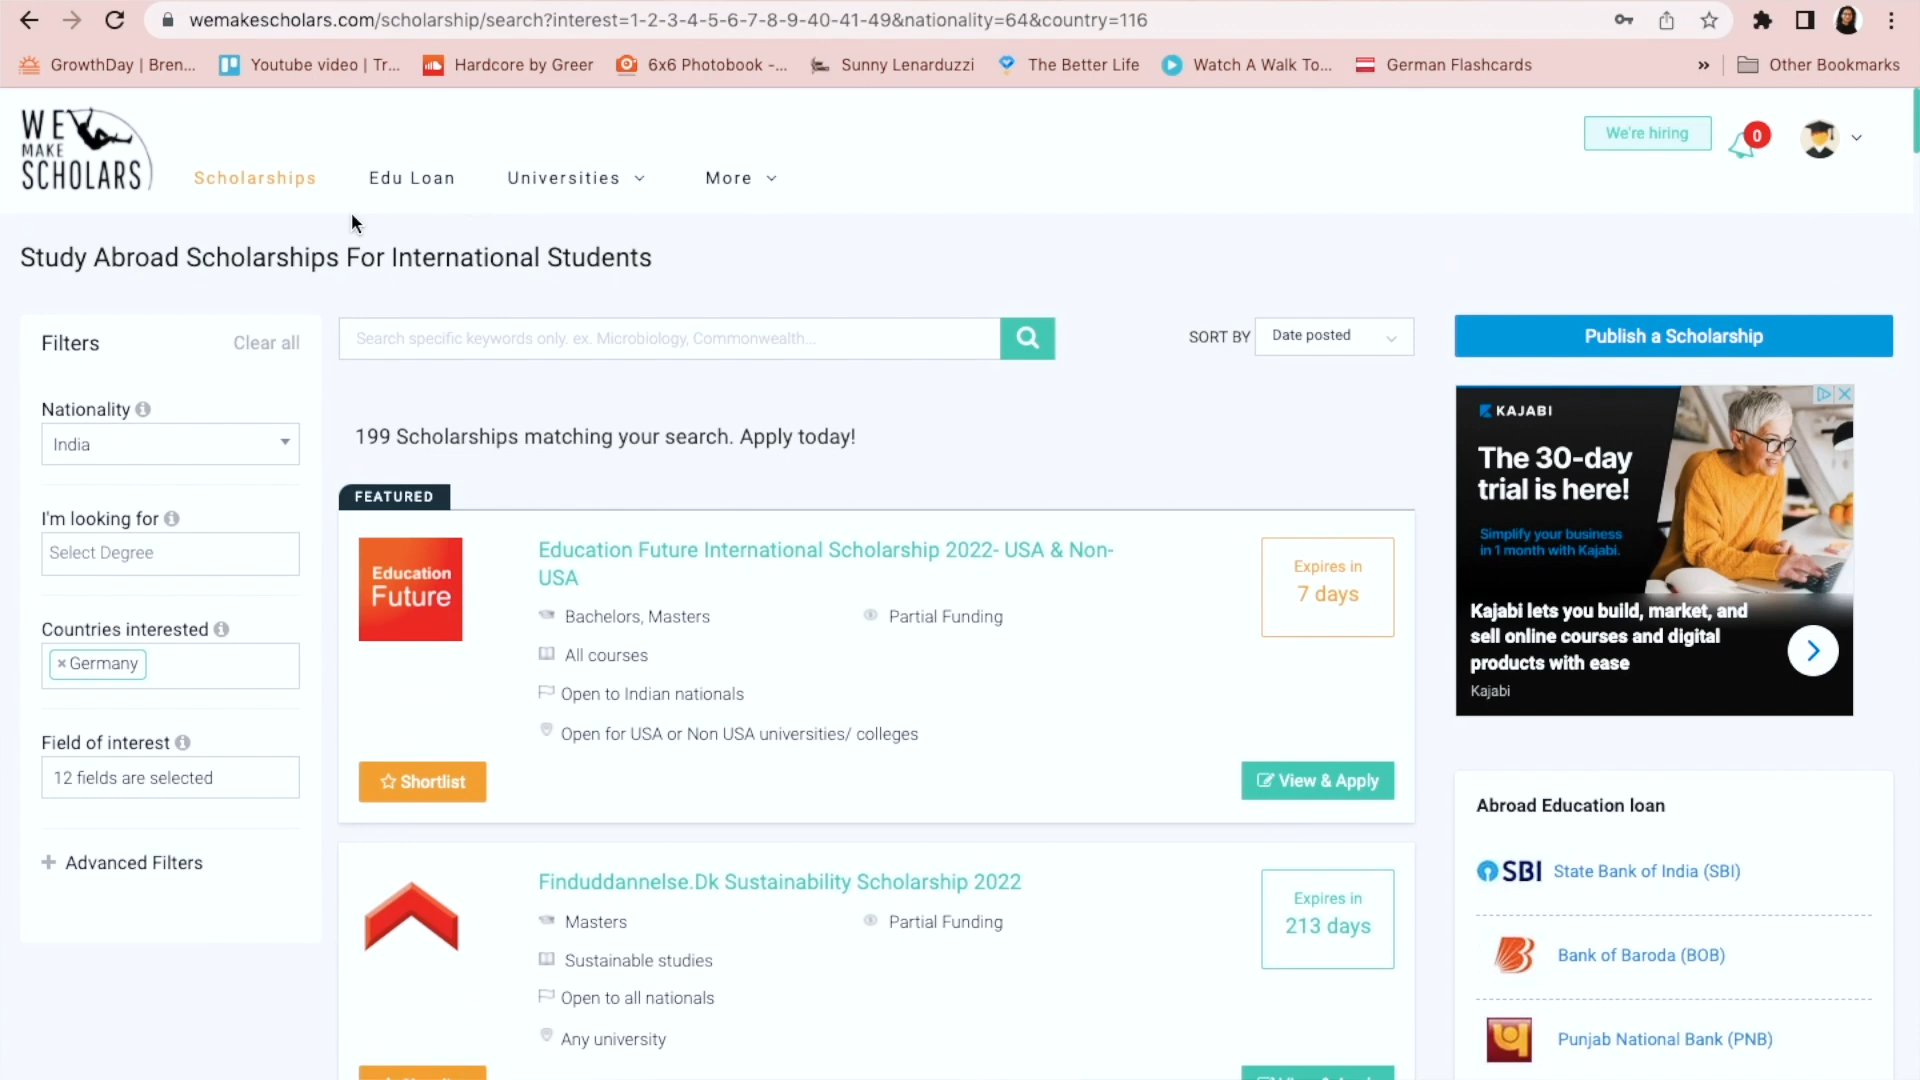 wemakescholars.com/scholarship/search?interest=1-2-3-4-5-6-7-8-9-40-41-49&nationality=64&country=116
GrowthDay | Bren...
Youtube video | Tr...
Hardcore by Greer
6x6 Photobook -...
Sunny Lenarduzzi
The Better Life
Watch A Walk To...
German Flashcards
»
Other Bookmarks
WE
MAKE
SCHOLARS
Scholarships
Edu Loan
Universities
More
We're hiring
0
Study Abroad Scholarships For International Students
Filters
Clear all
Nationality
India
I'm looking for
Select Degree
Countries interested
× Germany
Field of interest
12 fields are selected
+ Advanced Filters
Search specific keywords only. ex. Microbiology, Commonwealth...
SORT BY
Date posted
199 Scholarships matching your search. Apply today!
FEATURED
Education
Future
Education Future International Scholarship 2022- USA & Non-
USA
Bachelors, Masters
Partial Funding
All courses
Open to Indian nationals
Open for USA or Non USA universities/ colleges
Expires in
7 days
Shortlist
View & Apply
Finduddannelse.Dk Sustainability Scholarship 2022
Masters
Partial Funding
Sustainable studies
Open to all nationals
Any university
Expires in
213 days
Publish a Scholarship
KAJABI
The 30-day
trial is here!
Simplify your business
in 1 month with Kajabi.
Kajabi lets you build, market, and
sell online courses and digital
products with ease
Kajabi
Abroad Education loan
SBI
State Bank of India (SBI)
Bank of Baroda (BOB)
Punjab National Bank (PNB)